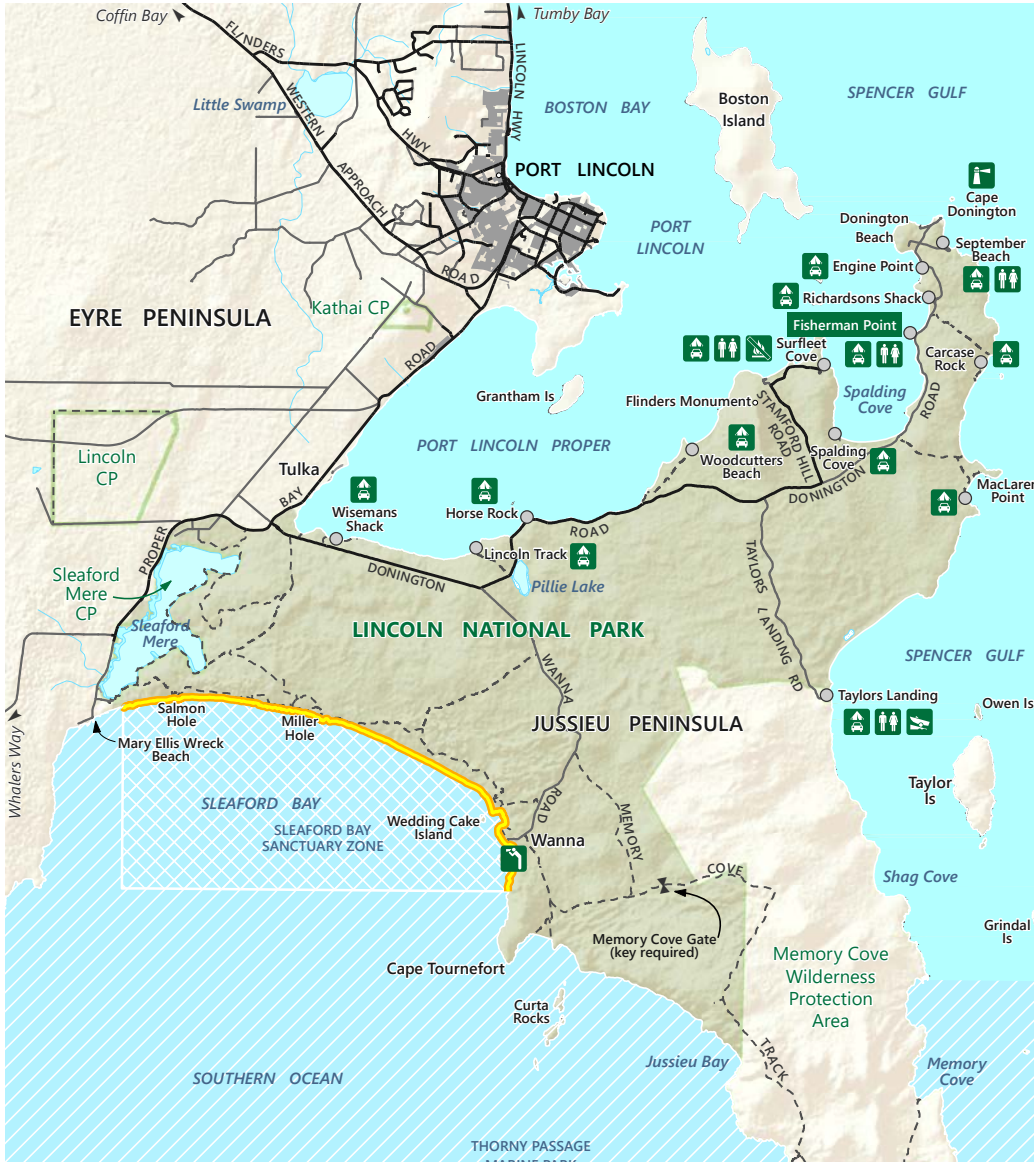 Coffin Bay
Tumby Bay
FLINDERS
HWY
LINCOLN HWY
WESTERN
APPROACH
ROAD
Little Swamp
BOSTON BAY
Boston
Island
SPENCER GULF
PORT LINCOLN
PORT
LINCOLN
Cape
Donington
Donington
Beach
September
Beach
Engine Point
Richardsons Shack
Fisherman Point
Surfleet
Cove
Carcase
Rock
Spalding
Cove
ROAD
EYRE PENINSULA
Kathai CP
ROAD
Grantham Is
Flinders Monument
STAMFORD HILL
ROAD
PORT LINCOLN PROPER
Woodcutters
Beach
Spalding
Cove
DONINGTON
MacLaren
Point
Lincoln
CP
Tulka
BAY
PROPER
Wisemans
Shack
Horse Rock
ROAD
Lincoln Track
DONINGTON
Pillie Lake
TAYLORS LANDING RD
Sleaford
Mere
CP
Sleaford
Mere
LINCOLN NATIONAL PARK
WANNA
ROAD
SPENCER GULF
Taylors Landing
Owen Is
Salmon
Hole
Miller
Hole
JUSSIEU PENINSULA
Mary Ellis Wreck
Beach
Whalers Way
Taylor
Is
SLEAFORD BAY
Wedding Cake
Island
SLEAFORD BAY
SANCTUARY ZONE
Wanna
MEMORY
COVE
TRACK
Shag Cove
Grindal
Is
Memory Cove Gate
(key required)
Memory Cove
Wilderness
Protection
Area
Cape Tournefort
Curta
Rocks
Jussieu Bay
Memory
Cove
SOUTHERN OCEAN
THORNY PASSAGE
MARINE PARK